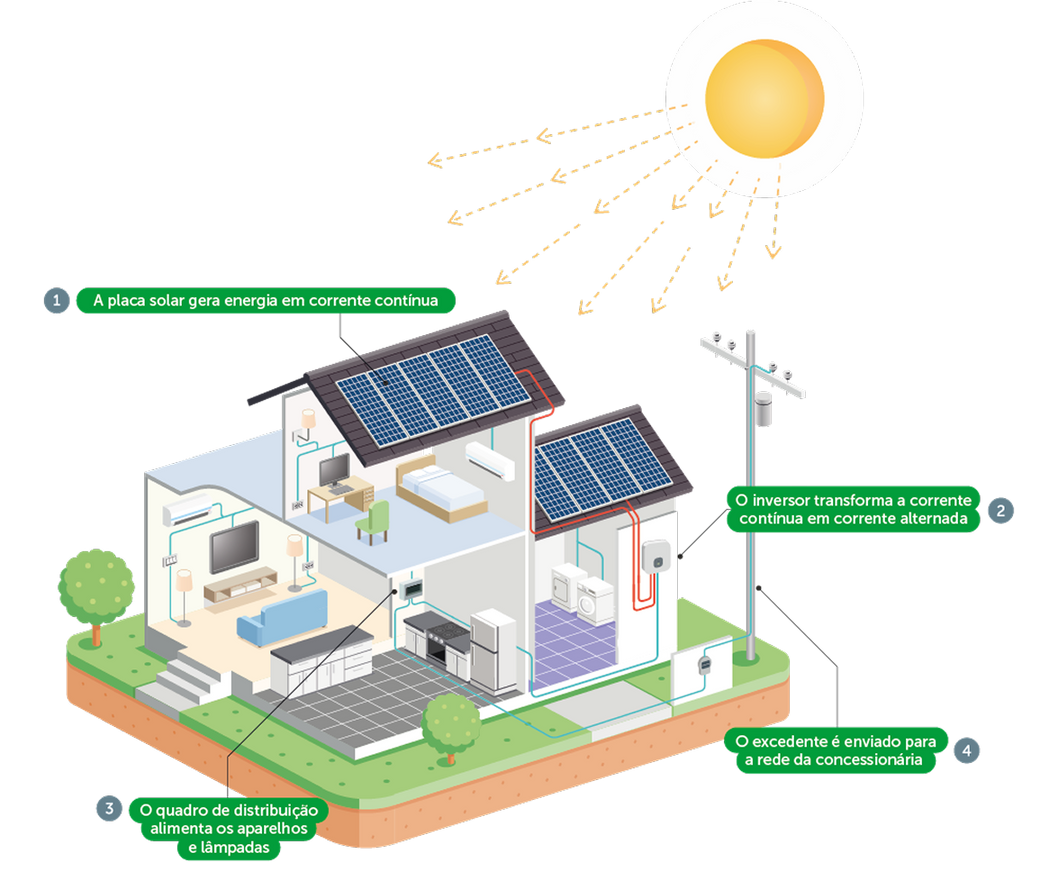 1
A placa solar gera energia em corrente contínua
O inversor transforma a corrente
contínua em corrente alternada
2
O excedente é enviado para
a rede da concessionária
4
3
O quadro de distribuição
alimenta os aparelhos
e lâmpadas